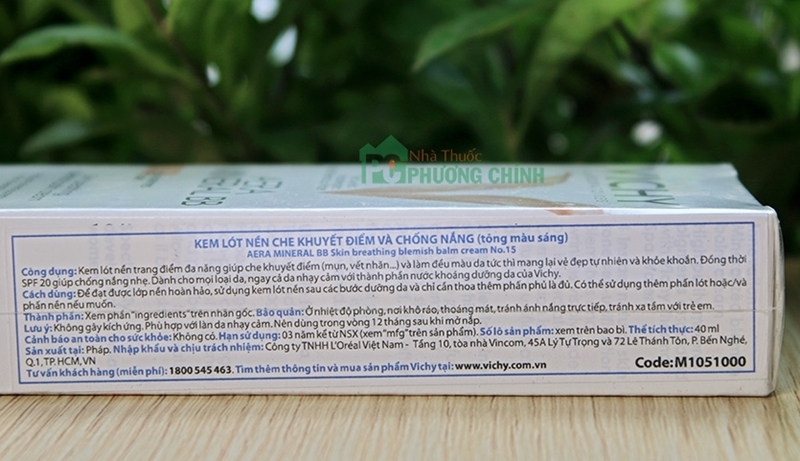 Nhà Thuốc
PHƯƠNG CHÍNH
VICHY
KEM LÓT NỀN CHE KHUYẾT ĐIỂM VÀ CHỐNG NẮNG (tông màu sáng)
AERA MINERAL BB Skin breathing blemish balm cream No.15
Công dụng: Kem lót nền trang điểm đa năng giúp che khuyết điểm (mụn, vết nhăn...) và làm đều màu da tức thì mang lại vẻ đẹp tự nhiên và khỏe khoắn. Đồng thời
SPF 20 giúp chống nắng nhẹ. Dành cho mọi loại da, ngay cả da nhạy cảm với thành phần nước khoáng dưỡng da của Vichy.
Cách dùng: Để đạt được lớp nền hoàn hảo, sử dụng kem lót nền sau các bước dưỡng da và chỉ cần thoa thêm phấn phủ là đủ. Có thể sử dụng thêm phấn lót hoặc/và
phấn nền nếu muốn.
Thành phần: Xem phần "ingredients" trên nhãn gốc. Bảo quản: Ở nhiệt độ phòng, nơi khô ráo, thoáng mát, tránh ánh nắng trực tiếp, tránh xa tầm với trẻ em.
Lưu ý: Không gây kích ứng. Phù hợp với làn da nhạy cảm. Nên dùng trong vòng 12 tháng sau khi mở nắp.
Cảnh báo an toàn cho sức khỏe: Không có. Hạn sử dụng: 03 năm kể từ NSX (xem "mfg" trên sản phẩm). Số lô sản phẩm: xem trên bao bì. Thể tích thực: 40 ml
Sản xuất tại: Pháp. Nhập khẩu và chịu trách nhiệm: Công ty TNHH L'Oréal Việt Nam - Tầng 10, tòa nhà Vincom, 45A Lý Tự Trọng và 72 Lê Thánh Tôn, P. Bến Nghé,
Q.1, TP.HCM, VN
Tư vấn khách hàng (miễn phí): 1800 545 463. Tìm thêm thông tin và mua sản phẩm Vichy tại: www.vichy.com.vn
Code:M1051000